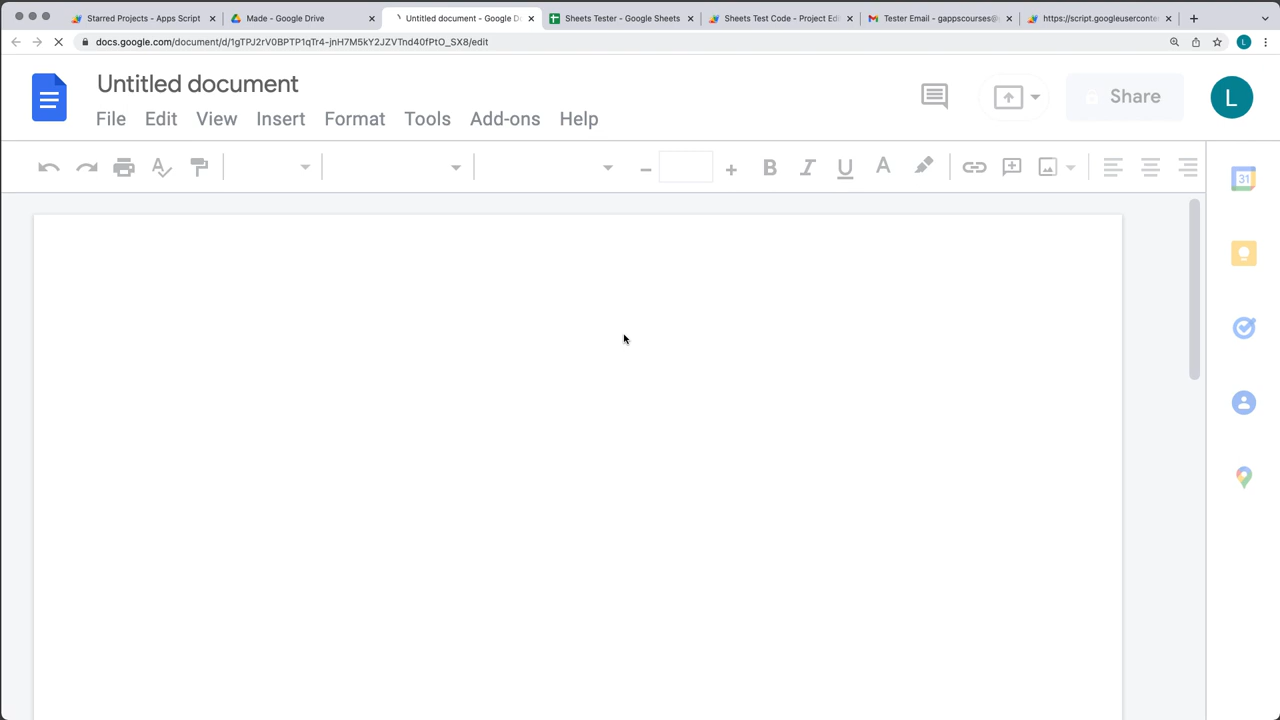 Starred Projects - Apps Script
Made - Google Drive
Untitled document - Google D
Sheets Tester - Google Sheets
Sheets Test Code - Project Edi
Tester Email - gappscourses@
https://script.googleuserconte
docs.google.com/document/d/1gTPJ2rV0BPTP1qTr4-jnH7M5kY2JZVTnd40fPtO_SX8/edit
L
Untitled document
File Edit View Insert Format Tools Add-ons Help
Share
L
B I U A
31